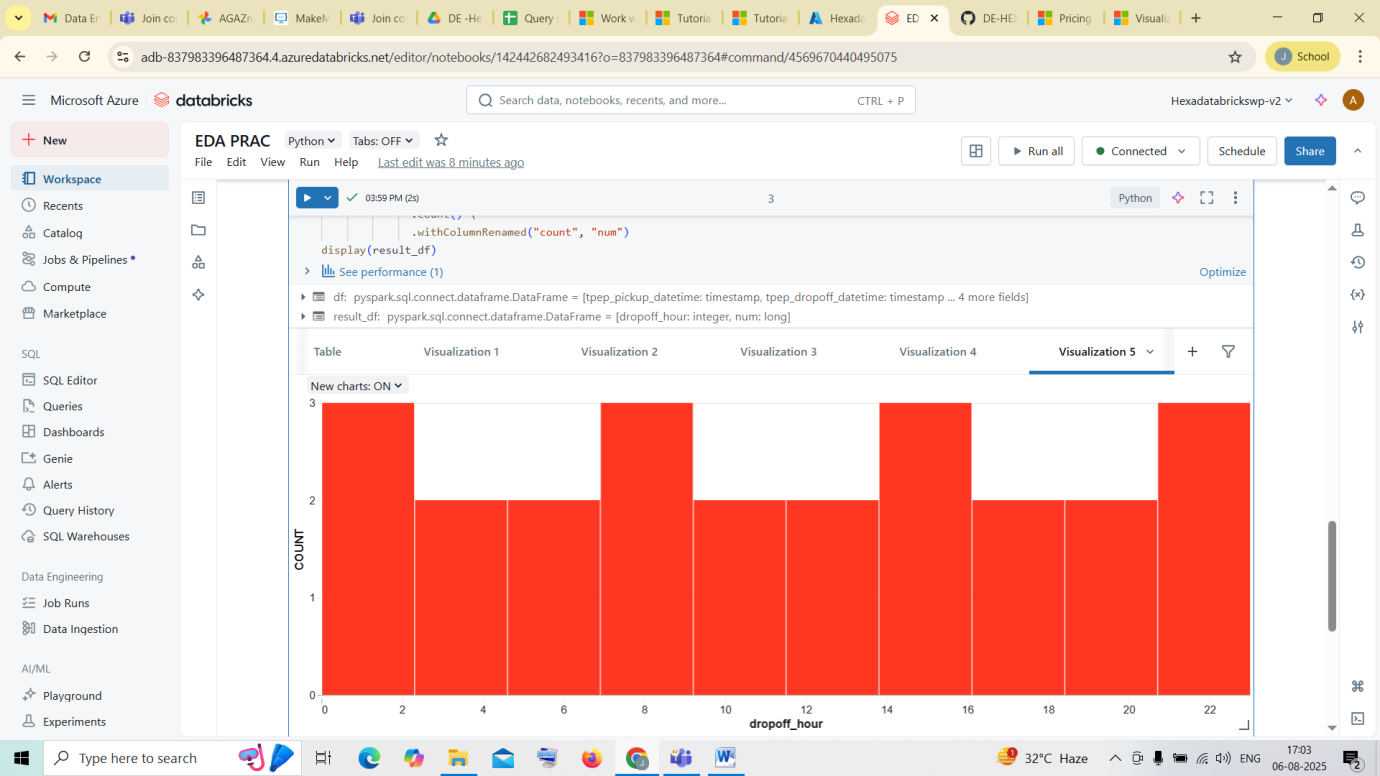 Data En
Join co
AGAZn
MakeM
Join co
DE -He
Query
Work w
Tutoria
Tutoria
Hexada
ED
DE-HEX
Pricing
Visualiz
adb-837983396487364.4.azuredatabricks.net/editor/notebooks/1424426824934​16?o=837983396487364#command/4569670440495075
J School
Microsoft Azure databricks
Search data, notebooks, recents, and more... CTRL + P
Hexadatabrickswp-v2
A
New
Workspace
Recents
Catalog
Jobs & Pipelines
Compute
Marketplace
SQL
SQL Editor
Queries
Dashboards
Genie
Alerts
Query History
SQL Warehouses
Data Engineering
Job Runs
Data Ingestion
AI/ML
Playground
Experiments
EDA PRAC Python Tabs: OFF
File Edit View Run Help Last edit was 8 minutes ago
Run all Connected Schedule Share
03:59 PM (2s) 3 Python
.count() \
.withColumnRenamed("count", "num")
display(result_df)
See performance (1) Optimize
df: pyspark.sql.connect.dataframe.DataFrame = [tpep_pickup_datetime: timestamp, tpep_dropoff_datetime: timestamp ... 4 more fields]
result_df: pyspark.sql.connect.dataframe.DataFrame = [dropoff_hour: integer, num: long]
Table Visualization 1 Visualization 2 Visualization 3 Visualization 4 Visualization 5
New charts: ON
3
2
1
0
COUNT
0 2 4 6 8 10 12 14 16 18 20 22
dropoff_hour
Type here to search
1
32°C Haze
ENG
17:03
06-08-2025
2